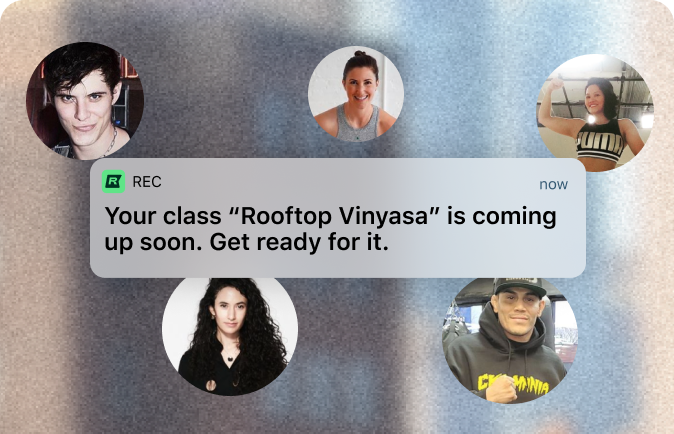 PUMA
REC
now
Your class “Rooftop Vinyasa” is coming
up soon. Get ready for it.